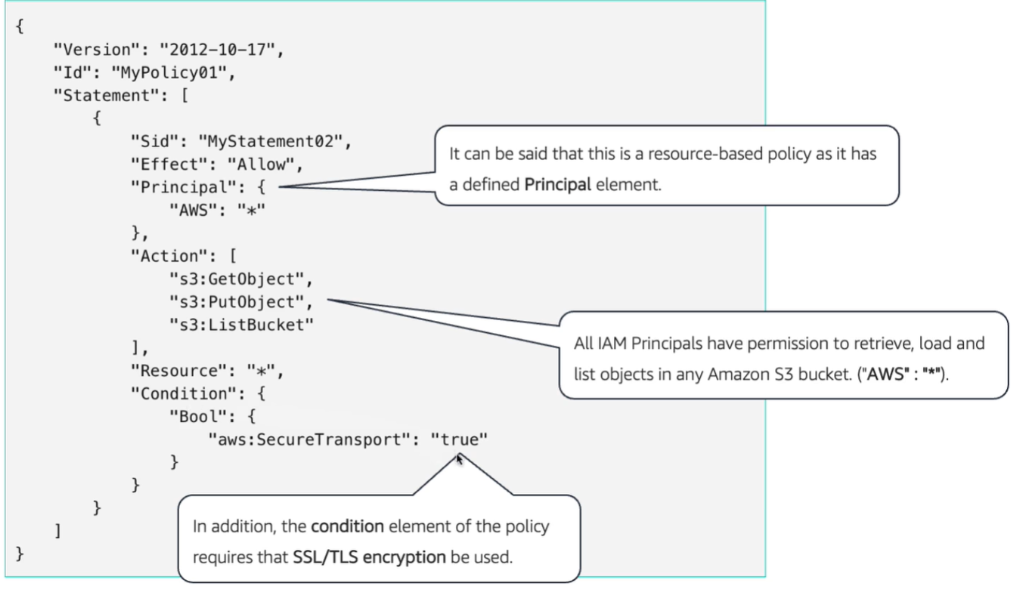 {
    "Version": "2012-10-17",
    "Id": "MyPolicy01",
    "Statement": [
        {
            "Sid": "MyStatement02",
            "Effect": "Allow",
            "Principal": {
                "AWS": "*"
            },
            "Action": [
                "s3:GetObject",
                "s3:PutObject",
                "s3:ListBucket"
            ],
            "Resource": "*",
            "Condition": {
                "Bool": {
                    "aws:SecureTransport": "true"
                }
            }
        }
    ]
}
It can be said that this is a resource-based policy as it has
a defined Principal element.
All IAM Principals have permission to retrieve, load and
list objects in any Amazon S3 bucket. ("AWS" : "*").
In addition, the condition element of the policy
requires that SSL/TLS encryption be used.